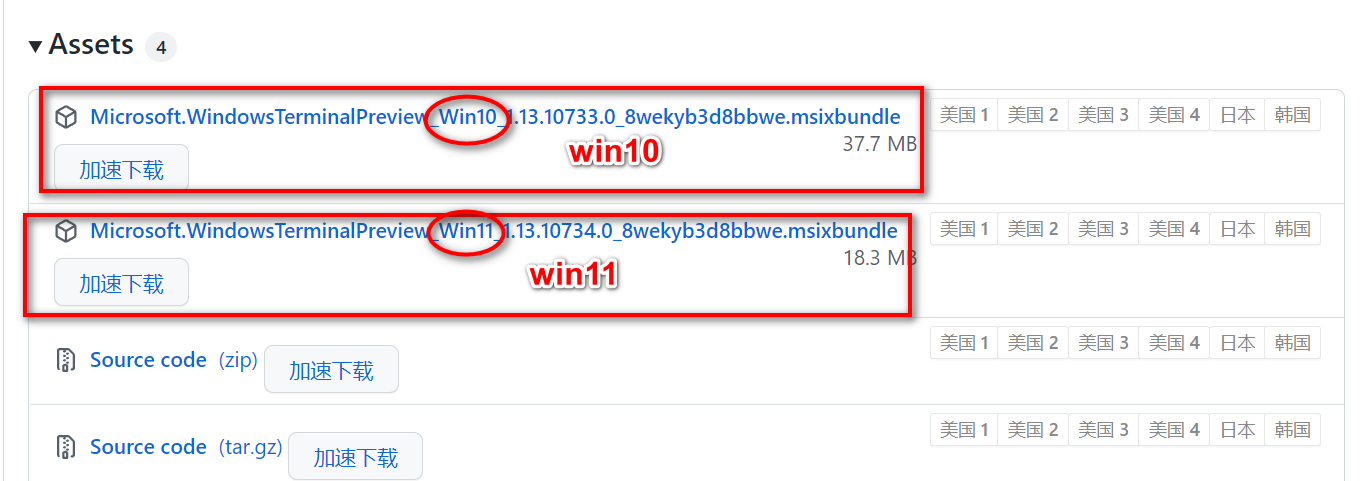 Assets 4
Microsoft.WindowsTerminalPreview_Win10_1.13.10733.0_8wekyb3d8bbwe.msixbundle 美国 1 美国 2 美国 3 美国 4 日本 韩国
win10 37.7 MB
加速下载
Microsoft.WindowsTerminalPreview_Win11_1.13.10734.0_8wekyb3d8bbwe.msixbundle 美国 1 美国 2 美国 3 美国 4 日本 韩国
win11 18.3 MB
加速下载
Source code (zip) 加速下载 美国 1 美国 2 美国 3 美国 4 日本 韩国
Source code (tar.gz) 加速下载 美国 1 美国 2 美国 3 美国 4 日本 韩国